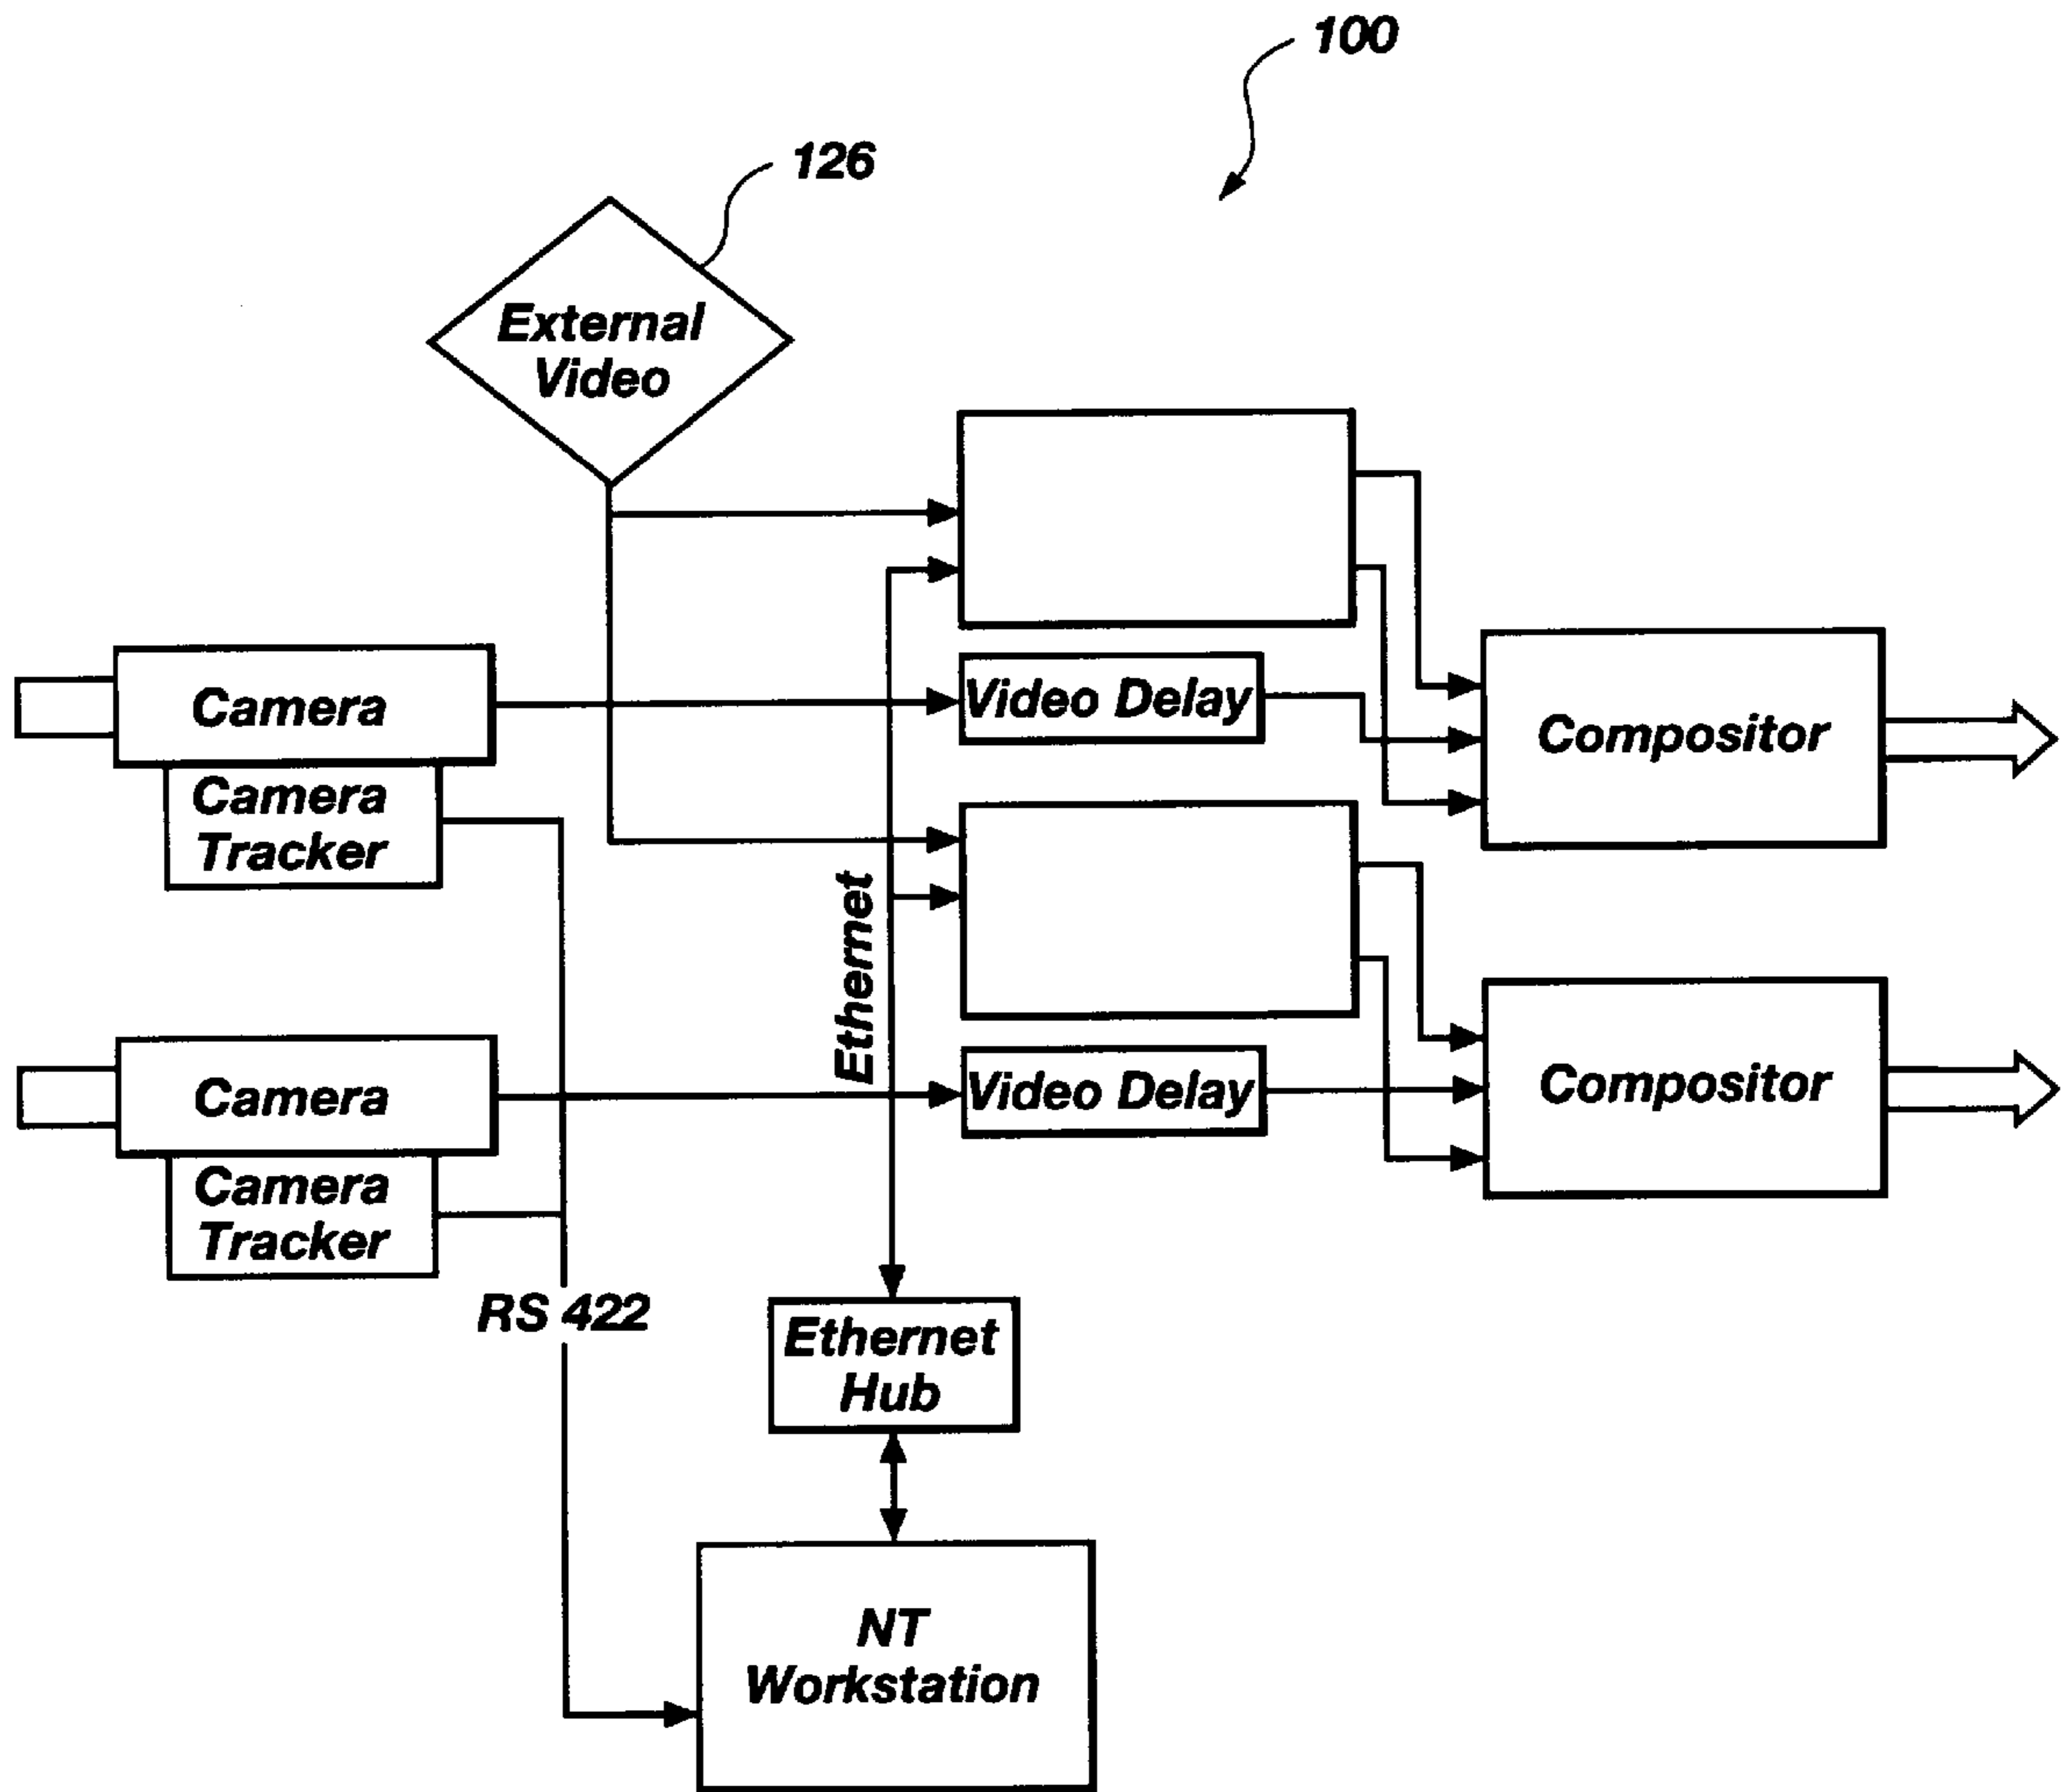 100
126
External
Video
Camera
Video Delay
Compositor
Camera
Tracker
Ethernet
Camera
Video Delay
Compositor
Camera
Tracker
RS 422
Ethernet
Hub
NT
Workstation